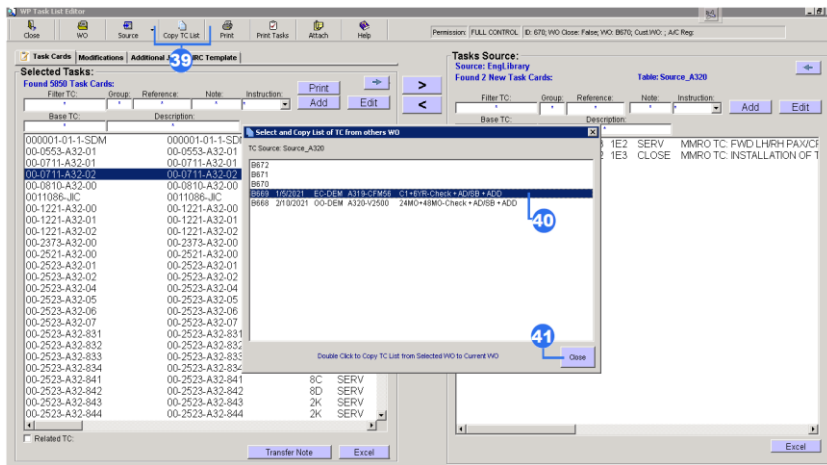 WP Task List Editor
Close
WO
Source
Copy TC List
Print
Print Tasks
Attach
Help
Permission: FULL CONTROL ID: 670; WO Close: False; WO: B670; Cust.WO: ; A/C Reg:
39
Task Cards
Modifications
Additional J
RC Template
Selected Tasks:
Found 5850 Task Cards:
Print
Filter TC:
Group:
Reference:
Note:
Instruction:
*
*
*
*
Add
Edit
Base TC:
Description:
*
*
>
<
Tasks Source:
Source: EngLibrary
Found 2 New Task Cards:
Table: Source_A320
Filter TC:
Group:
Reference:
Note:
Instruction:
*
*
*
*
*
Add
Edit
Base TC:
Description:
*
1E2 SERV MMRO TC: FWD LH/RH PAX/CF
1E3 CLOSE MMRO TC: INSTALLATION OF T
000001-01-1-SDM 000001-01-1-SD
00-0553-A32-01 00-0553-A32-01
00-0711-A32-01 00-0711-A32-01
00-0711-A32-02 00-0711-A32-02
00-0810-A32-00 00-0810-A32-00
0011086-JIC 0011086-JIC
00-1221-A32-00 00-1221-A32-00
00-1221-A32-01 00-1221-A32-01
00-1221-A32-02 00-1221-A32-02
00-2373-A32-00 00-2373-A32-00
00-2521-A32-00 00-2521-A32-00
00-2523-A32-01 00-2523-A32-01
00-2523-A32-02 00-2523-A32-02
00-2523-A32-04 00-2523-A32-04
00-2523-A32-05 00-2523-A32-05
00-2523-A32-06 00-2523-A32-06
00-2523-A32-07 00-2523-A32-07
00-2523-A32-831 00-2523-A32-831
00-2523-A32-832 00-2523-A32-832
00-2523-A32-833 00-2523-A32-833
00-2523-A32-834 00-2523-A32-834
00-2523-A32-841 00-2523-A32-841 8C SERV
00-2523-A32-842 00-2523-A32-842 8D SERV
00-2523-A32-843 00-2523-A32-843 2K SERV
00-2523-A32-844 00-2523-A32-844 2K SERV
Related TC:
Transfer Note
Excel
Excel
Select and Copy List of TC from others WO
TC Source: Source_A320
B672
B671
B670
B669 1/5/2021 EC-DEM A319-CFM56 C1+6YR-Check + AD/SB + ADD
B668 2/10/2021 OO-DEM A320-V2500 24MO+48MO-Check + AD/SB + ADD
40
41
Double Click to Copy TC List from Selected WO to Current WO
Close